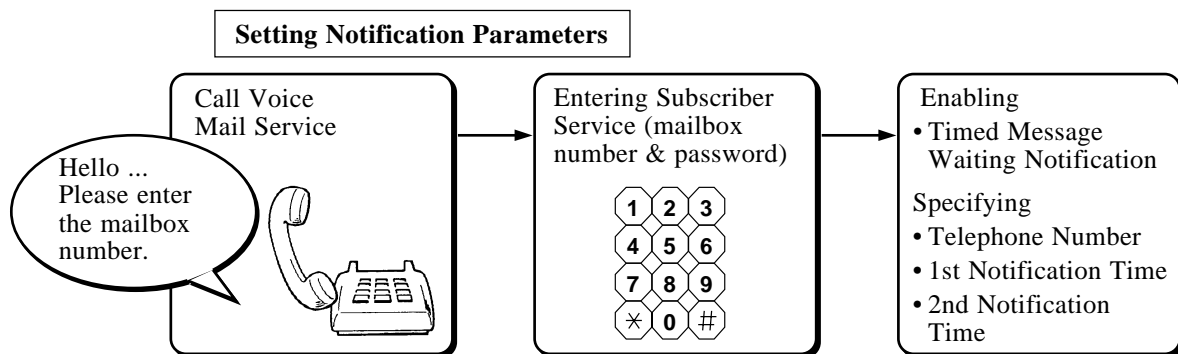 Setting Notification Parameters
Call Voice
Mail Service
Hello ...
Please enter
the mailbox
number.
Entering Subscriber
Service (mailbox
number & password)
1 2 3
4 5 6
7 8 9
* 0 #
Enabling
• Timed Message
Waiting Notification
Specifying
• Telephone Number
• 1st Notification Time
• 2nd Notification
Time